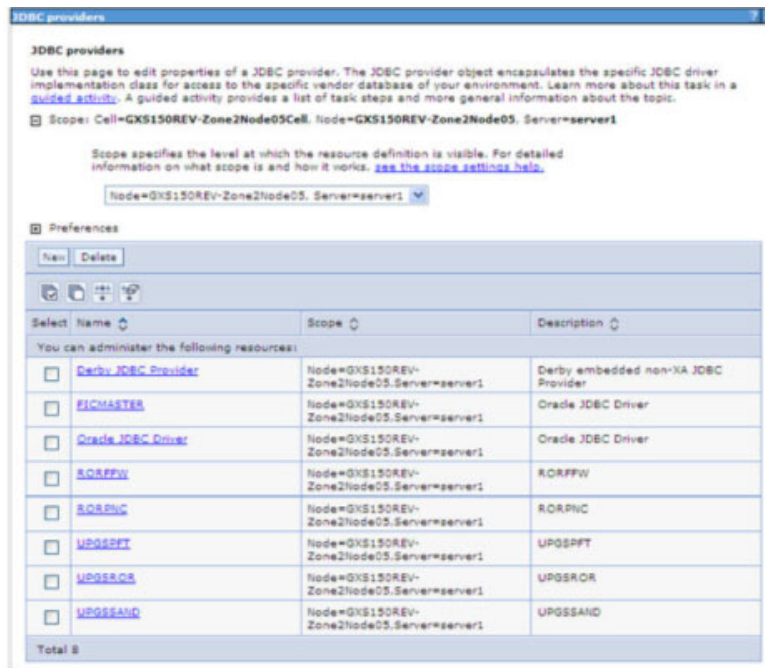 JDBC providers ?
JDBC providers
Use this page to edit properties of a JDBC provider. The JDBC provider object encapsulates the specific JDBC driver
implementation class for access to the specific vendor database of your environment. Learn more about this task in a
guided activity. A guided activity provides a list of task steps and more general information about the topic.
Scope: Cell=GXS150REV-Zone2Node05Cell, Node=GXS150REV-Zone2Node05, Server=server1
Scope specifies the level at which the resource definition is visible. For detailed
information on what scope is and how it works, see the scope settings help.
Node=GXS150REV-Zone2Node05, Server=server1
Preferences
New Delete
Select Name Scope Description
You can administer the following resources:
Derby JDBC Provider Node=GXS150REV-Zone2Node05,Server=server1 Derby embedded non-XA JDBC Provider
FICMASTER Node=GXS150REV-Zone2Node05,Server=server1 Oracle JDBC Driver
Oracle JDBC Driver Node=GXS150REV-Zone2Node05,Server=server1 Oracle JDBC Driver
RORFFW Node=GXS150REV-Zone2Node05,Server=server1 RORFFW
RORPNC Node=GXS150REV-Zone2Node05,Server=server1 RORPNC
UPGSPFT Node=GXS150REV-Zone2Node05,Server=server1 UPGSPFT
UPGSROR Node=GXS150REV-Zone2Node05,Server=server1 UPGSROR
UPGSSAND Node=GXS150REV-Zone2Node05,Server=server1 UPGSSAND
Total 8